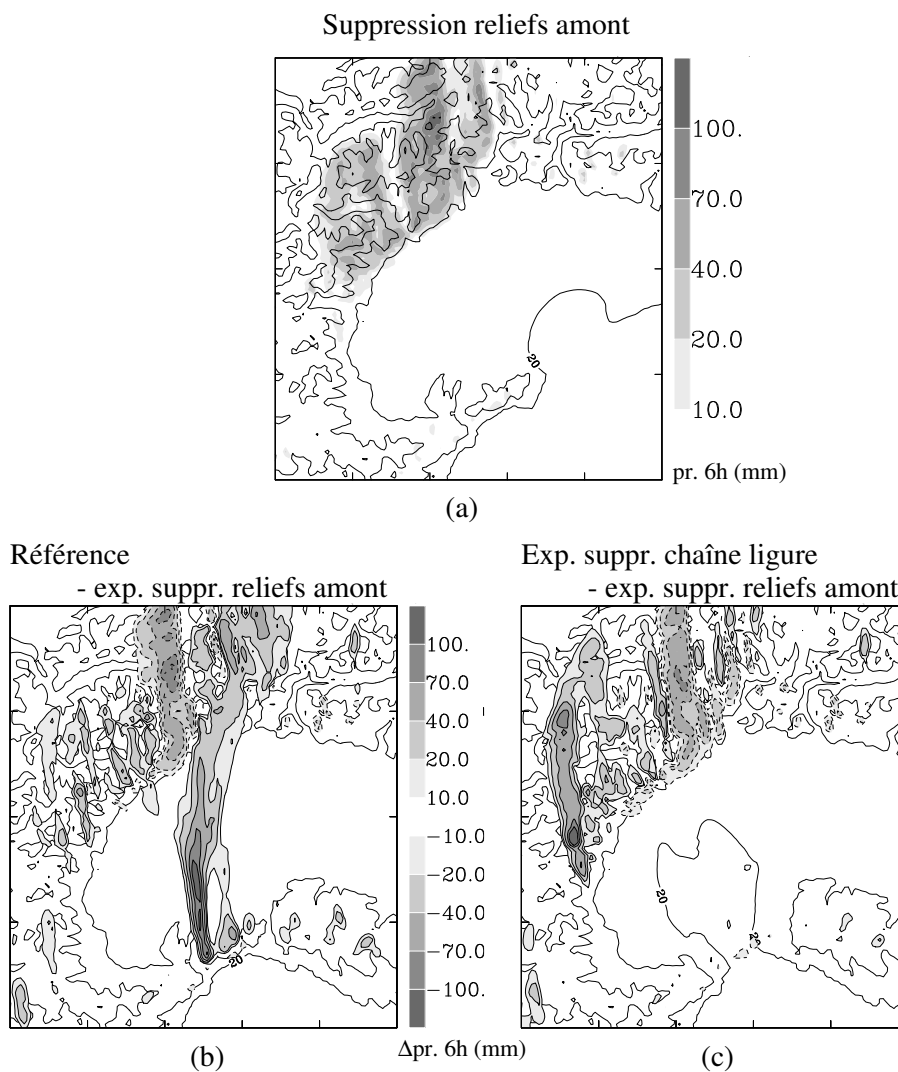 Suppression reliefs amont
100.
70.0
40.0
20.0
10.0
20
pr. 6h (mm)
(a)
Référence
- exp. suppr. reliefs amont
Exp. suppr. chaîne ligure
- exp. suppr. reliefs amont
100.
70.0
40.0
20.0
10.0
-10.0
-20.0
-40.0
-70.0
-100.
20
20
(b)
Δpr. 6h (mm)
(c)